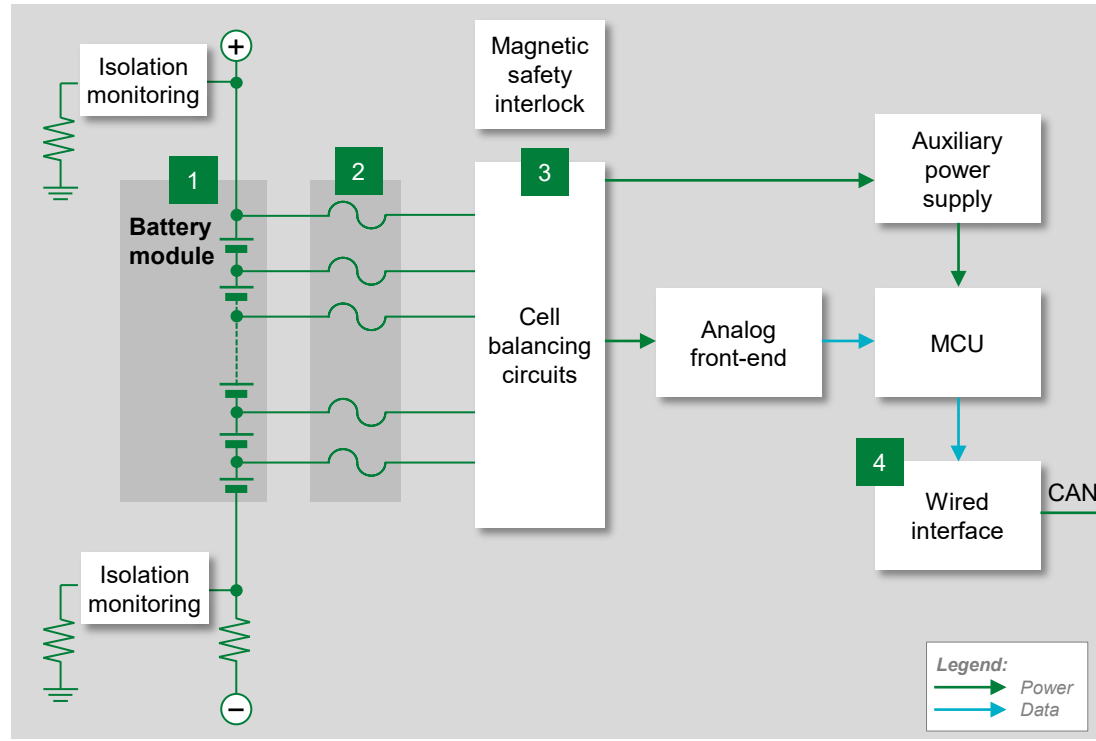 +
Isolation
monitoring
Magnetic
safety
interlock
1
2
3
Auxiliary
power
supply
Battery
module
Cell
balancing
circuits
Analog
front-end
MCU
4
Wired
interface
CAN
Isolation
monitoring
−
Legend:
Power
Data